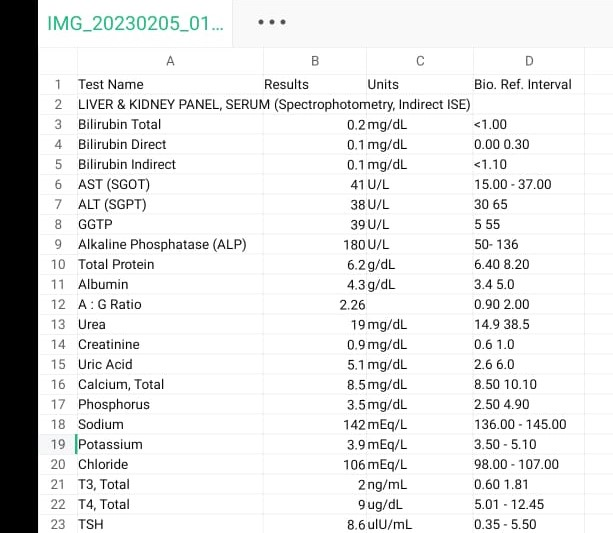 IMG_20230205_01... •••
A B C D
1 Test Name Results Units Bio. Ref. Interval
2 LIVER & KIDNEY PANEL, SERUM (Spectrophotometry, Indirect ISE)
3 Bilirubin Total 0.2 mg/dL <1.00
4 Bilirubin Direct 0.1 mg/dL 0.00 0.30
5 Bilirubin Indirect 0.1 mg/dL <1.10
6 AST (SGOT) 41 U/L 15.00 - 37.00
7 ALT (SGPT) 38 U/L 30 65
8 GGTP 39 U/L 5 55
9 Alkaline Phosphatase (ALP) 180 U/L 50- 136
10 Total Protein 6.2 g/dL 6.40 8.20
11 Albumin 4.3 g/dL 3.4 5.0
12 A : G Ratio 2.26 0.90 2.00
13 Urea 19 mg/dL 14.9 38.5
14 Creatinine 0.9 mg/dL 0.6 1.0
15 Uric Acid 5.1 mg/dL 2.6 6.0
16 Calcium, Total 8.5 mg/dL 8.50 10.10
17 Phosphorus 3.5 mg/dL 2.50 4.90
18 Sodium 142 mEq/L 136.00 - 145.00
19 Potassium 3.9 mEq/L 3.50 - 5.10
20 Chloride 106 mEq/L 98.00 - 107.00
21 T3, Total 2 ng/mL 0.60 1.81
22 T4, Total 9 ug/dL 5.01 - 12.45
23 TSH 8.6 ulU/mL 0.35 - 5.50